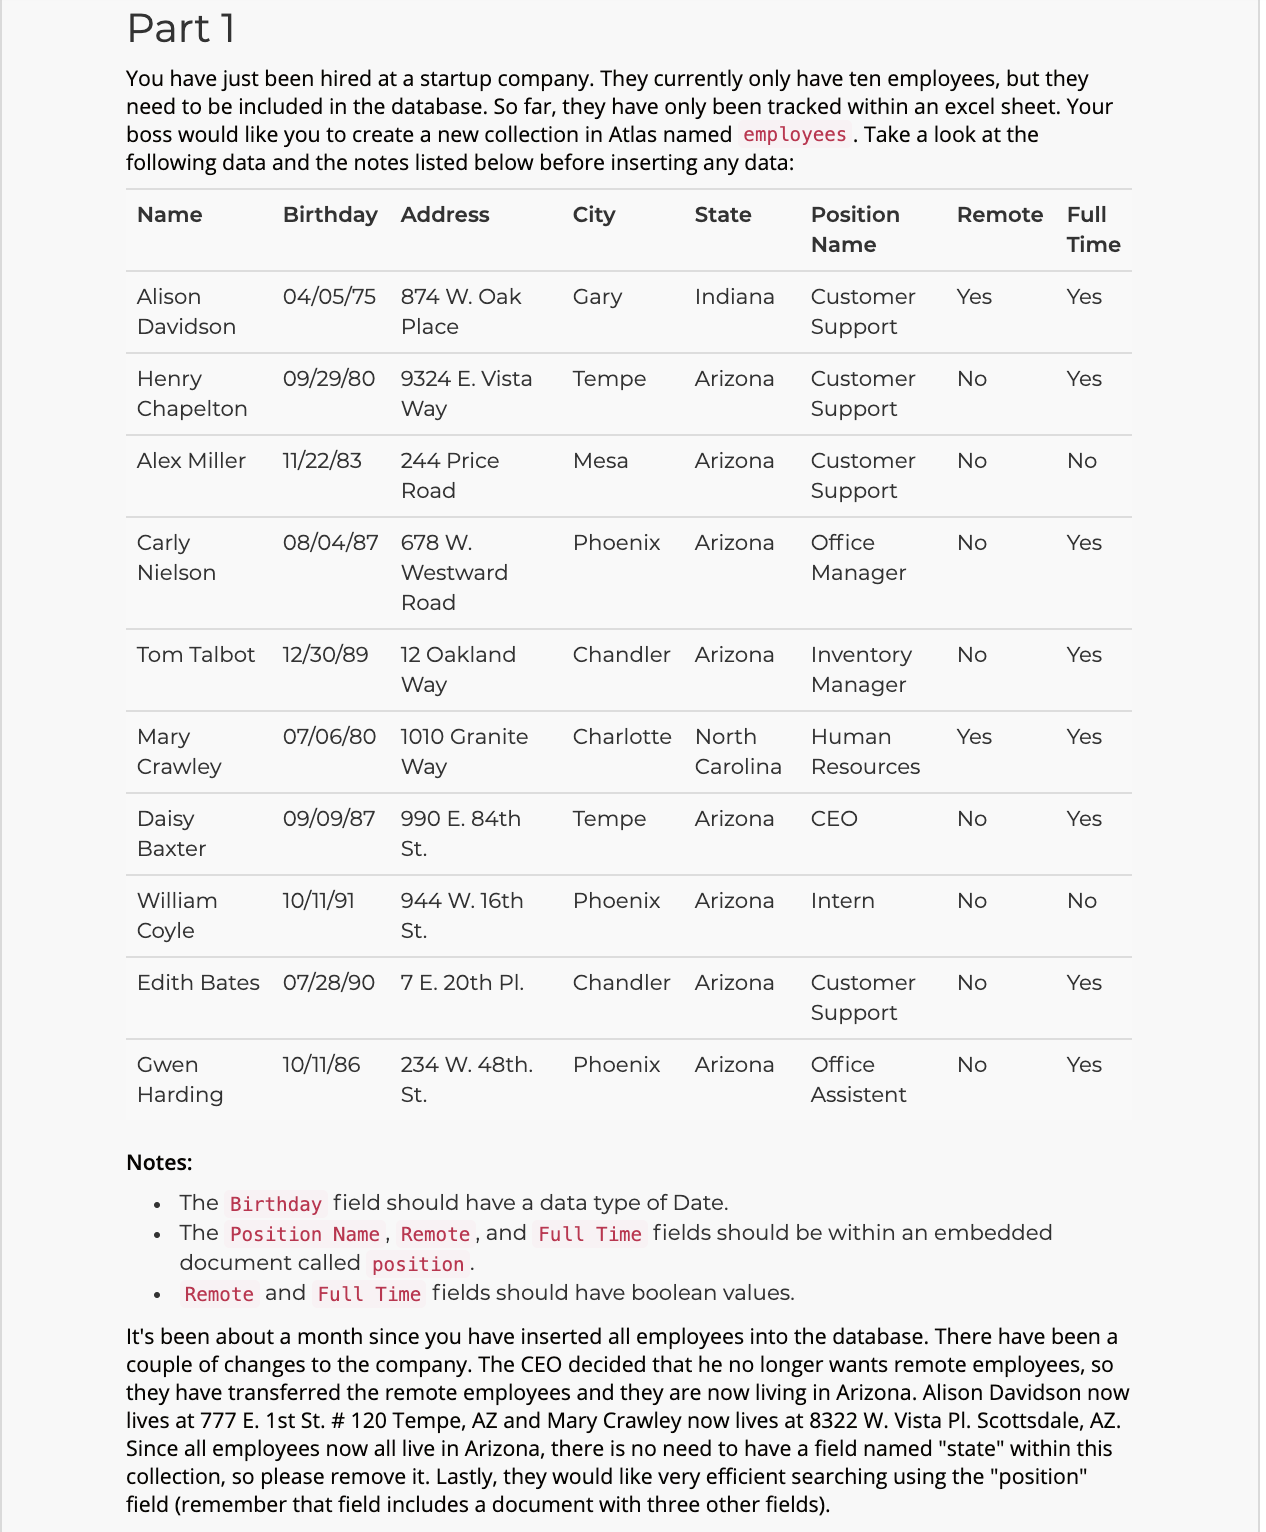 Part 1
You have just been hired at a startup company. They currently only have ten employees, but they
need to be included in the database. So far, they have only been tracked within an excel sheet. Your
boss would like you to create a new collection in Atlas named employees. Take a look at the
following data and the notes listed below before inserting any data:
Name Birthday Address City State Position Name Remote Full Time
Alison Davidson 04/05/75 874 W. Oak Place Gary Indiana Customer Support Yes Yes
Henry Chapelton 09/29/80 9324 E. Vista Way Tempe Arizona Customer Support No Yes
Alex Miller 11/22/83 244 Price Road Mesa Arizona Customer Support No No
Carly Nielson 08/04/87 678 W. Westward Road Phoenix Arizona Office Manager No Yes
Tom Talbot 12/30/89 12 Oakland Way Chandler Arizona Inventory Manager No Yes
Mary Crawley 07/06/80 1010 Granite Way Charlotte North Carolina Human Resources Yes Yes
Daisy Baxter 09/09/87 990 E. 84th St. Tempe Arizona CEO No Yes
William Coyle 10/11/91 944 W. 16th St. Phoenix Arizona Intern No No
Edith Bates 07/28/90 7 E. 20th Pl. Chandler Arizona Customer Support No Yes
Gwen Harding 10/11/86 234 W. 48th. St. Phoenix Arizona Office Assistent No Yes
Notes:
• The Birthday field should have a data type of Date.
• The Position Name, Remote, and Full Time fields should be within an embedded
document called position.
• Remote and Full Time fields should have boolean values.
It's been about a month since you have inserted all employees into the database. There have been a
couple of changes to the company. The CEO decided that he no longer wants remote employees, so
they have transferred the remote employees and they are now living in Arizona. Alison Davidson now
lives at 777 E. 1st St. # 120 Tempe, AZ and Mary Crawley now lives at 8322 W. Vista Pl. Scottsdale, AZ.
Since all employees now all live in Arizona, there is no need to have a field named "state" within this
collection, so please remove it. Lastly, they would like very efficient searching using the "position"
field (remember that field includes a document with three other fields).